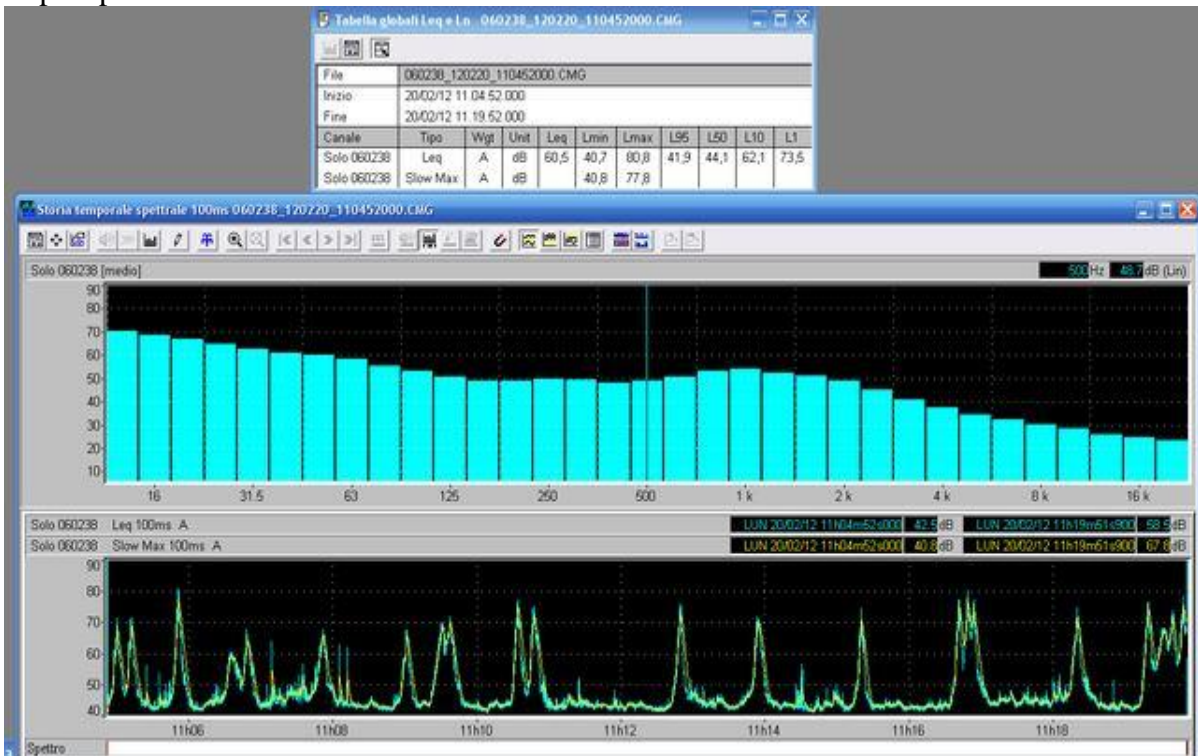 Tabella globali Leq e Ln 060238_120220_110452000.CMG
File 060238_120220_110452000.CMG
Inizio 20/02/12 11.04.52.000
Fine 20/02/12 11.19.52.000
Canale Tipo Wgt Unit Leq Lmin Lmax L95 L50 L10 L1
Solo 060238 Leq A dB 60,5 40,7 80,8 41,9 44,1 62,1 73,5
Solo 060238 Slow Max A dB 40,8 77,8
Storia temporale spettrale 100ms 060238_120220_110452000.CMG
Solo 060238 [medio] 500 Hz 48.7 dB (Lin)
90
80
70
60
50
40
30
20
10
16 31.5 63 125 250 500 1 k 2 k 4 k 8 k 16 k
Solo 060238 Leq 100ms A LUN 20/02/12 11h04m52s000 42.5 dB LUN 20/02/12 11h19m51s900 58.5 dB
Solo 060238 Slow Max 100ms A LUN 20/02/12 11h04m52s000 40.8 dB LUN 20/02/12 11h19m51s900 67.8 dB
90
80
70
60
50
40
11h06 11h08 11h10 11h12 11h14 11h16 11h18
Spettro